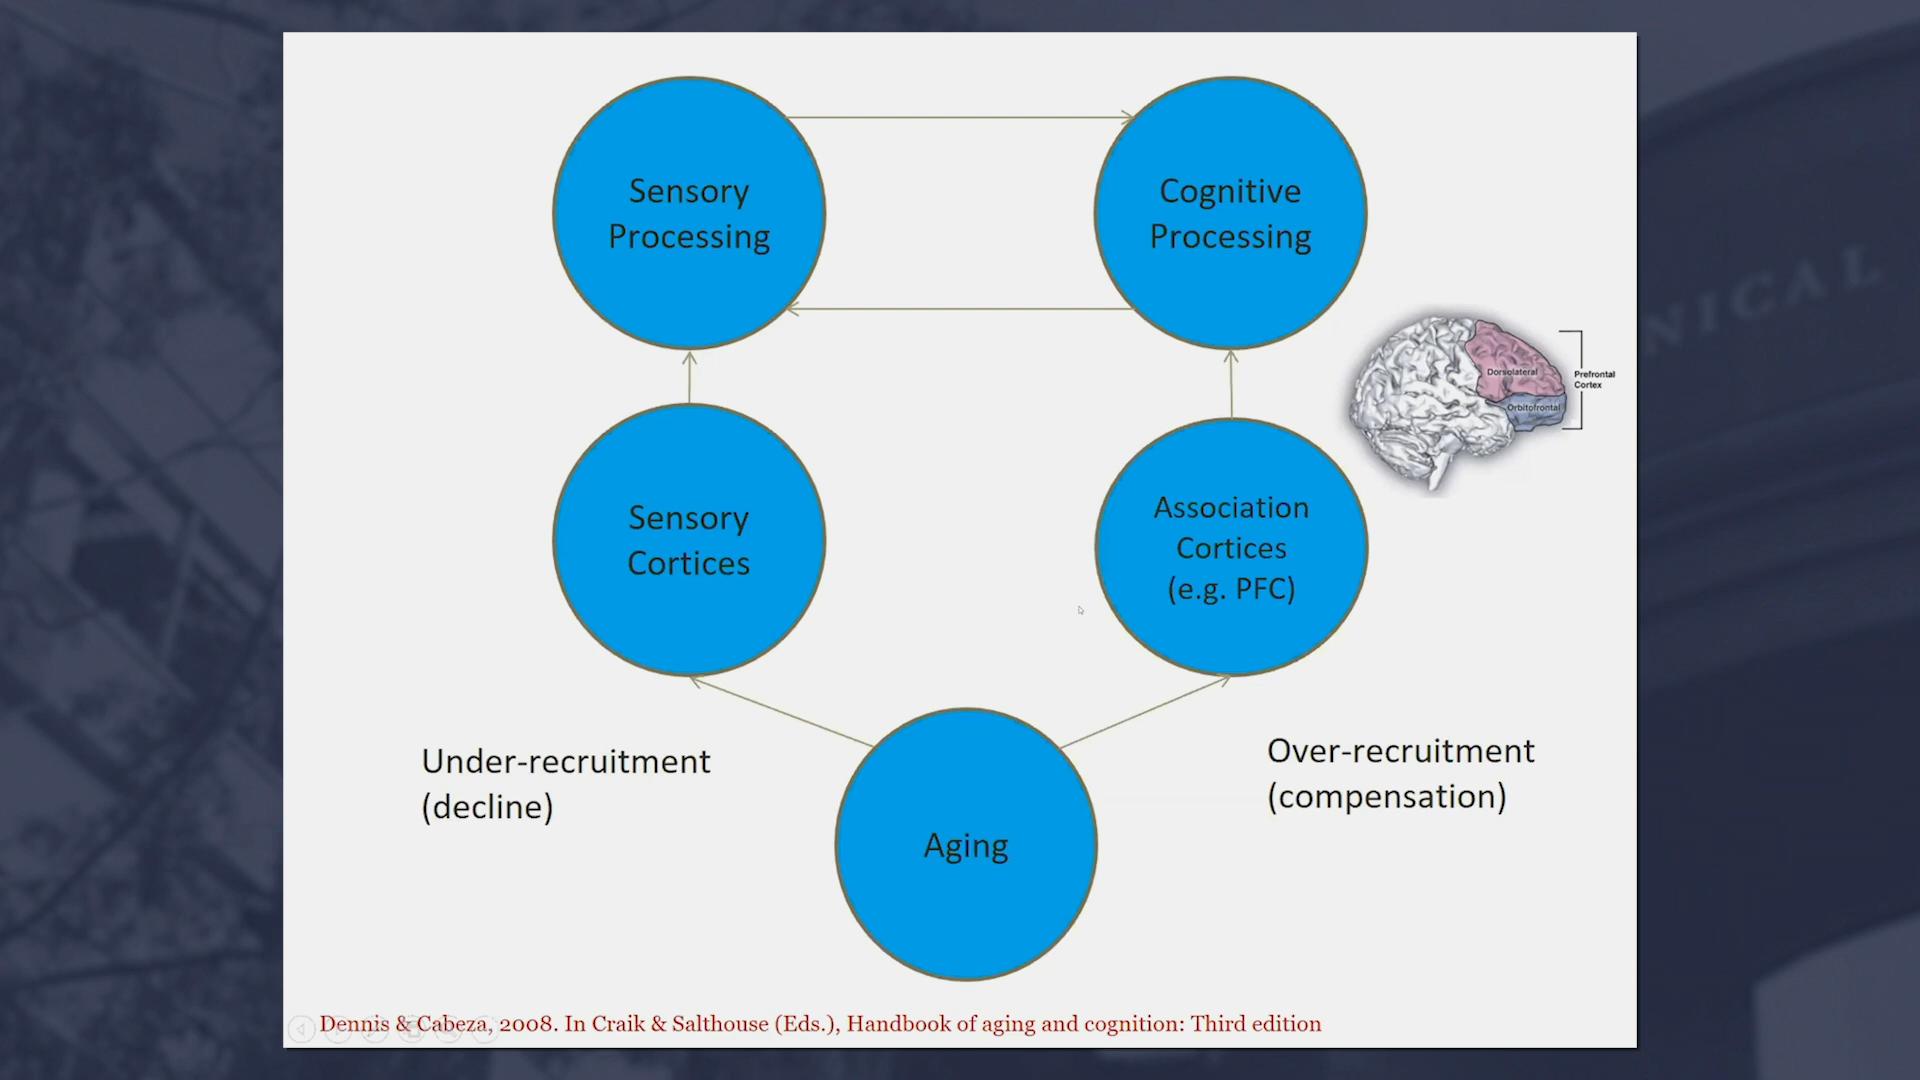 Sensory
Processing
Cognitive
Processing
Dorsolateral
Prefrontal
Cortex
Orbitofrontal
Sensory
Cortices
Association
Cortices
(e.g. PFC)
Under-recruitment
(decline)
Over-recruitment
(compensation)
Aging
Dennis & Cabeza, 2008. In Craik & Salthouse (Eds.), Handbook of aging and cognition: Third edition
NICAL